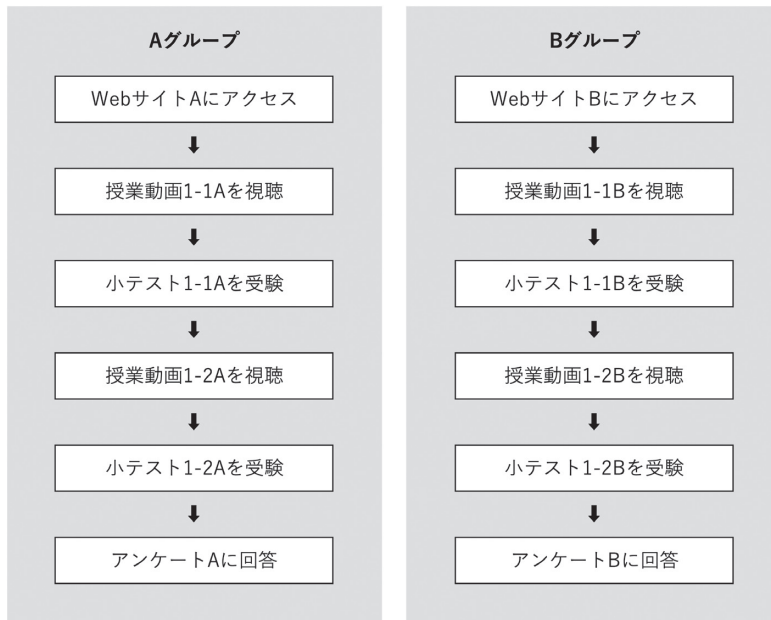 Aグループ
WebサイトAにアクセス
授業動画1-1Aを視聴
小テスト1-1Aを受験
授業動画1-2Aを視聴
小テスト1-2Aを受験
アンケートAに回答
Bグループ
WebサイトBにアクセス
授業動画1-1Bを視聴
小テスト1-1Bを受験
授業動画1-2Bを視聴
小テスト1-2Bを受験
アンケートBに回答